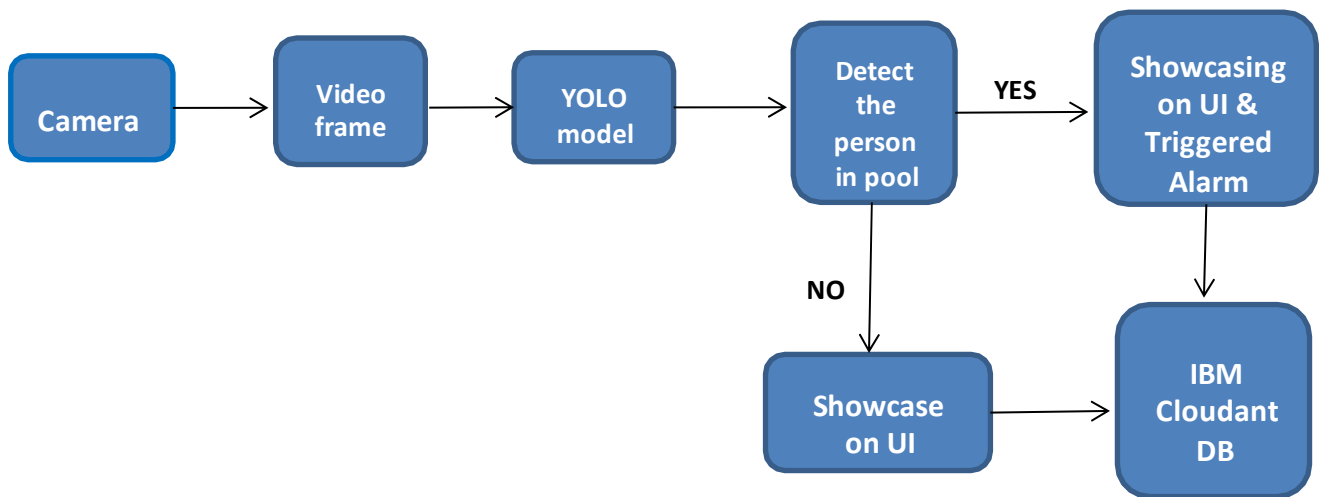 Camera
Video
frame
YOLO
model
Detect
the
person
in pool
YES
Showcasing
on UI &
Triggered
Alarm
NO
Showcase
on UI
IBM
Cloudant
DB